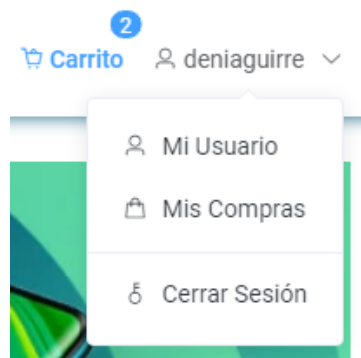 2
Carrito deniaguirre
Mi Usuario
Mis Compras
Cerrar Sesión